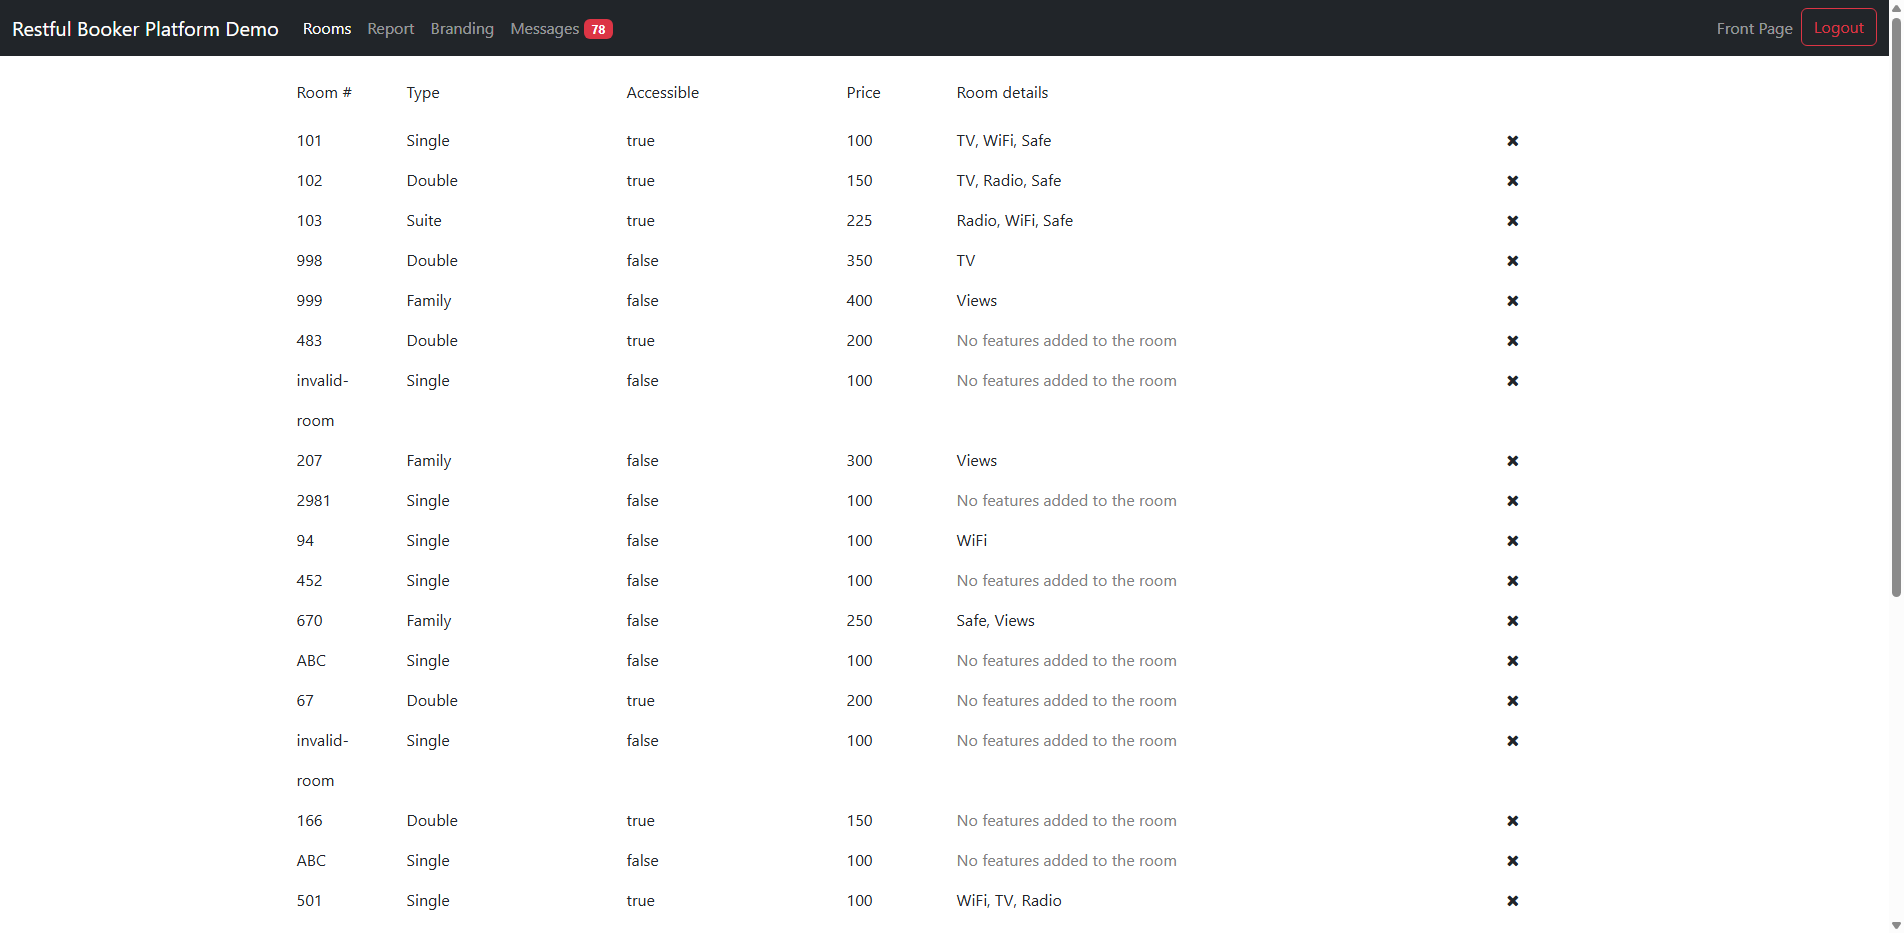 Restful Booker Platform Demo Rooms Report Branding Messages 78 Front Page Logout
Room # Type Accessible Price Room details
101 Single true 100 TV, WiFi, Safe ✖
102 Double true 150 TV, Radio, Safe ✖
103 Suite true 225 Radio, WiFi, Safe ✖
998 Double false 350 TV ✖
999 Family false 400 Views ✖
483 Double true 200 No features added to the room ✖
invalid- Single false 100 No features added to the room ✖
room
207 Family false 300 Views ✖
2981 Single false 100 No features added to the room ✖
94 Single false 100 WiFi ✖
452 Single false 100 No features added to the room ✖
670 Family false 250 Safe, Views ✖
ABC Single false 100 No features added to the room ✖
67 Double true 200 No features added to the room ✖
invalid- Single false 100 No features added to the room ✖
room
166 Double true 150 No features added to the room ✖
ABC Single false 100 No features added to the room ✖
501 Single true 100 WiFi, TV, Radio ✖